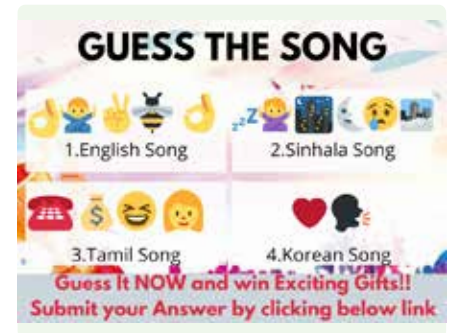 GUESS THE SONG
1.English Song
2.Sinhala Song
3.Tamil Song
4.Korean Song
Guess It NOW and win Exciting Gifts!!
Submit your Answer by clicking below link